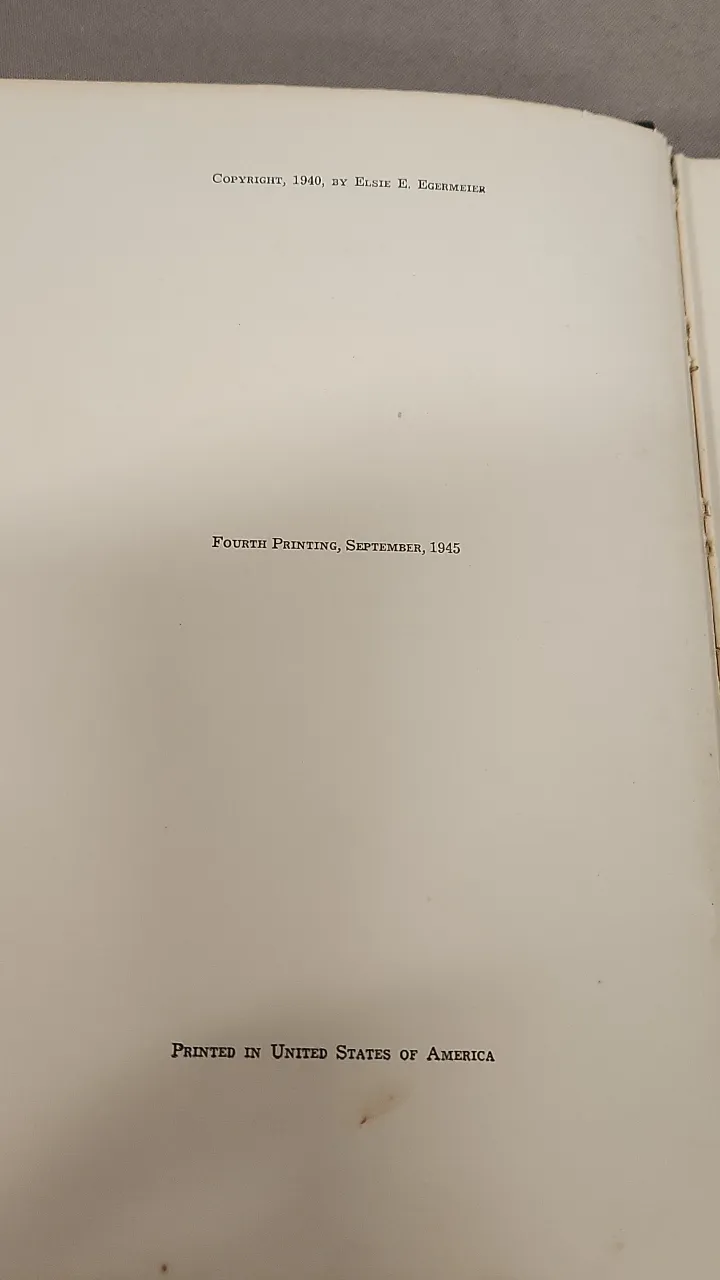 Copyright, 1940, by Elsie E. Egermeier
Fourth Printing, September, 1945
Printed in United States of America